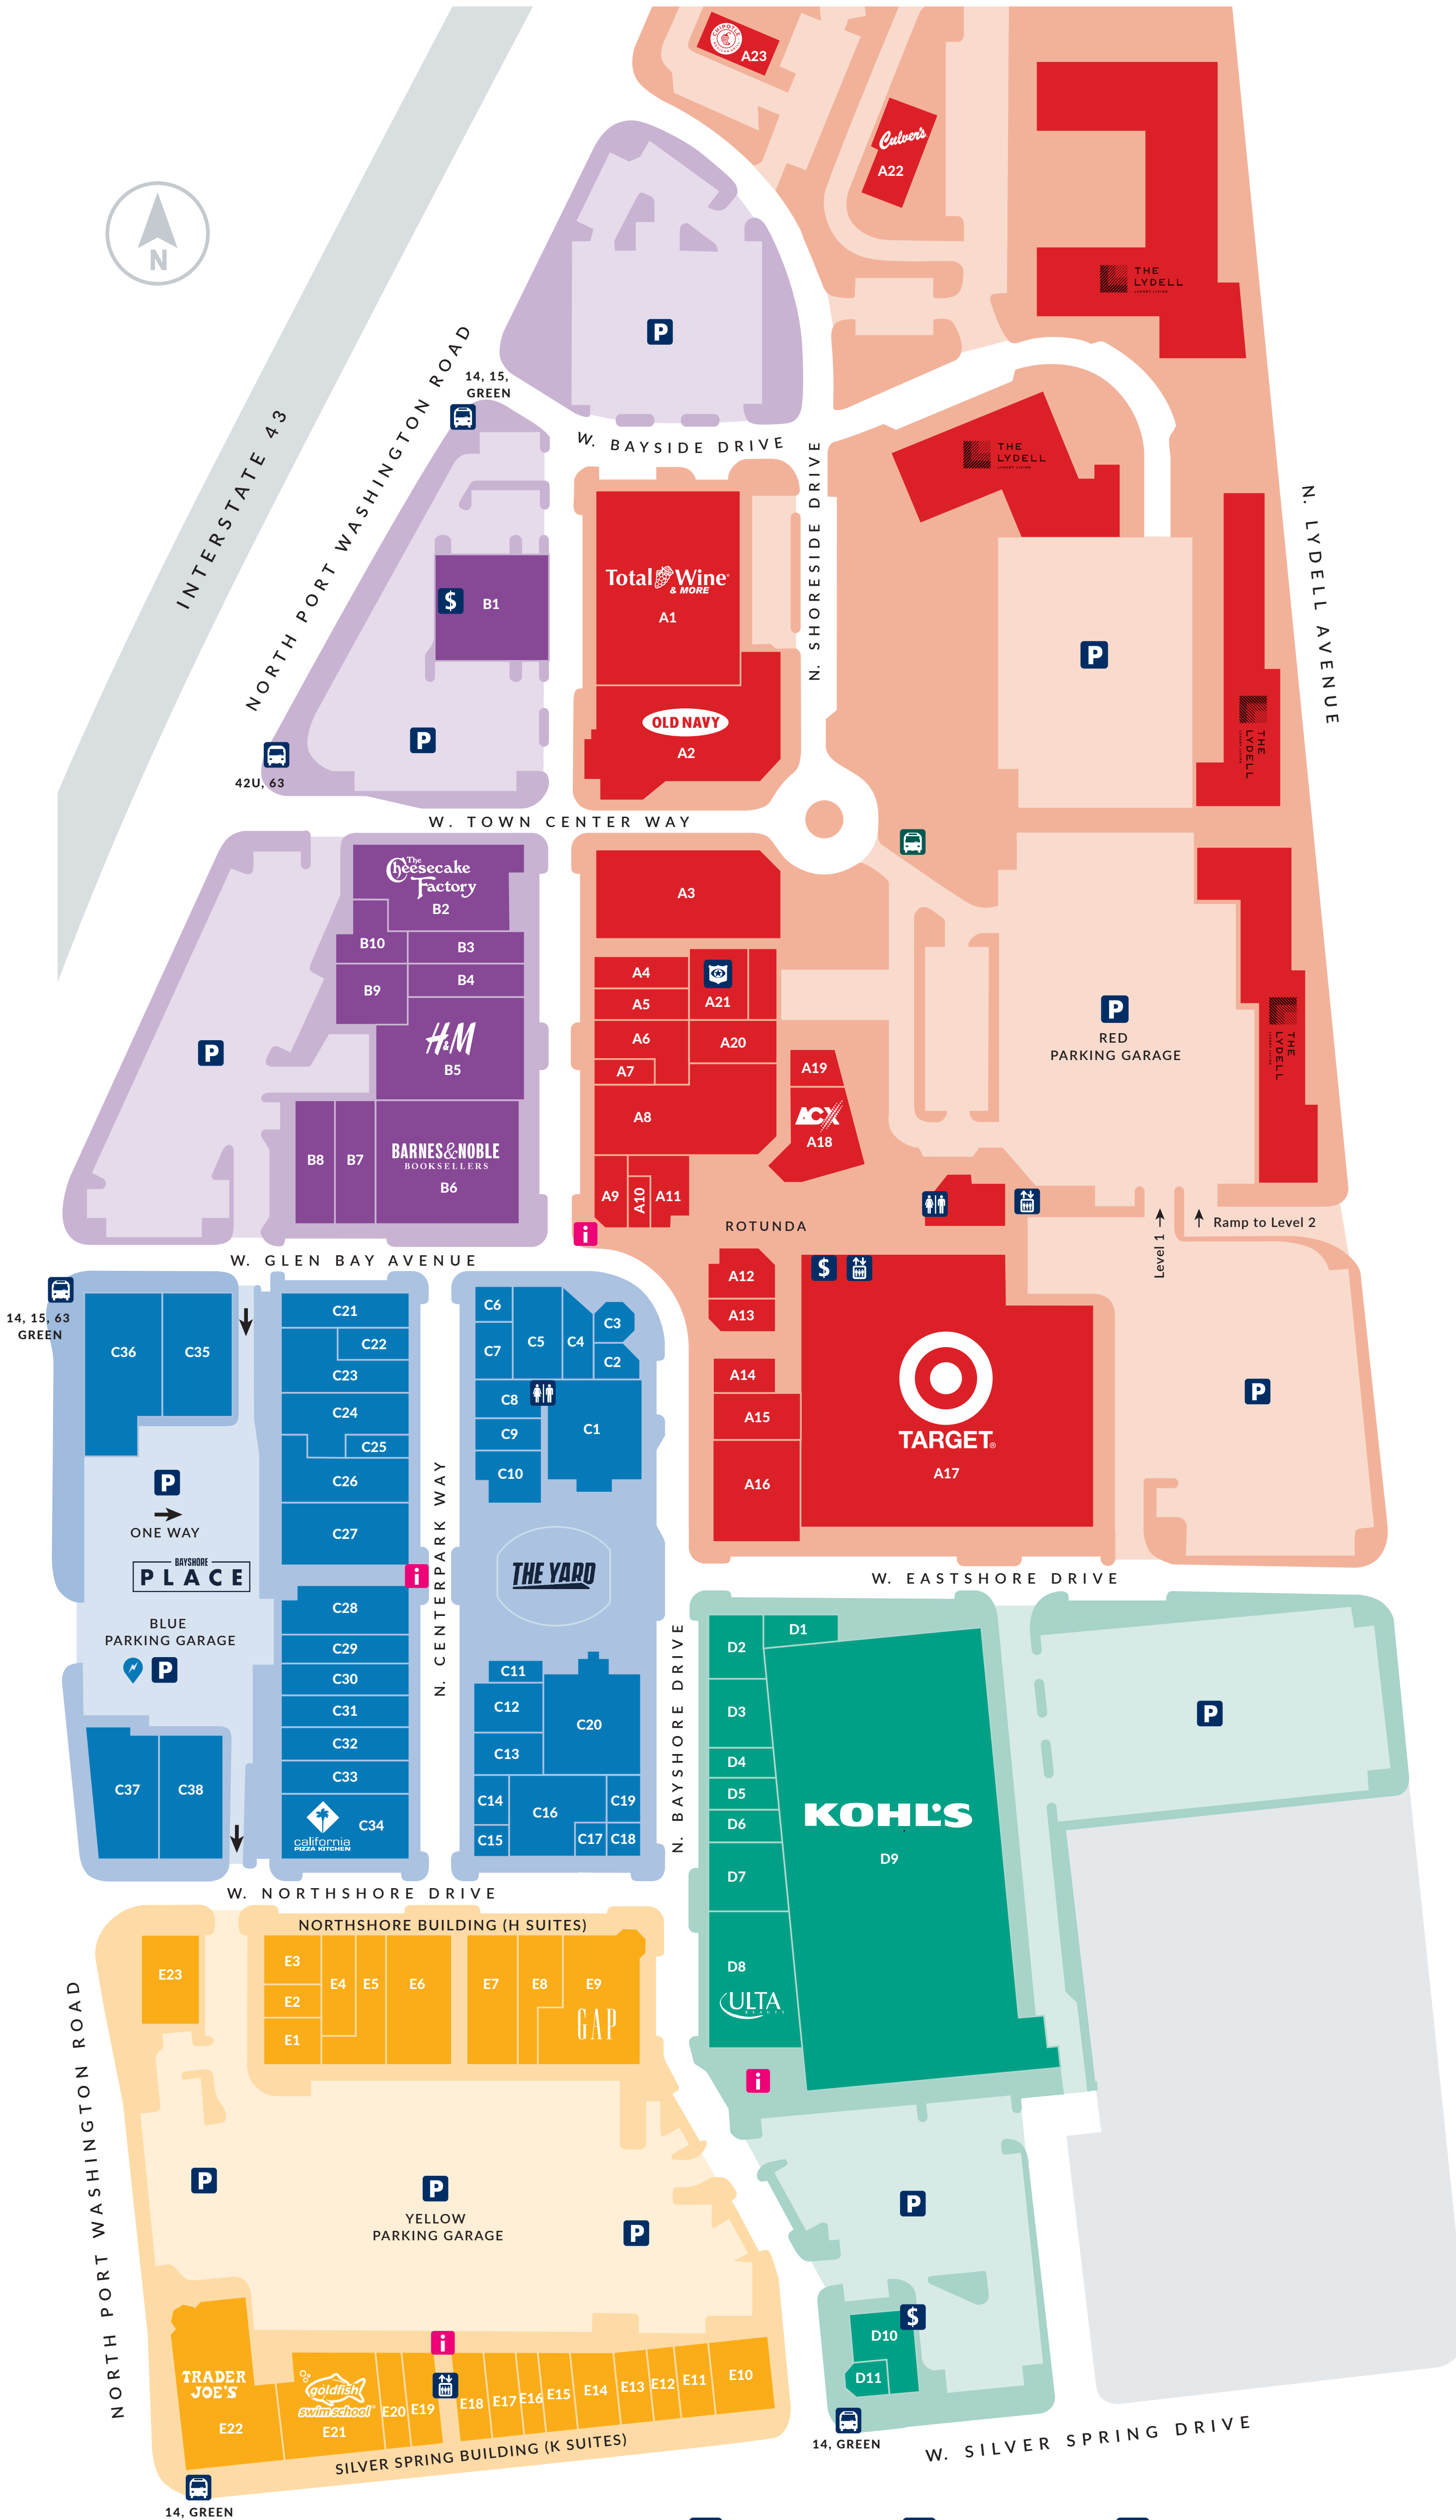 CHIPOTLE
A23
Culver's
A22
N
THE
LYDELL
LUXURY LIVING
P
14, 15,
GREEN
W. BAYSIDE DRIVE
NORTH PORT WASHINGTON ROAD
INTERSTATE 43
N. SHORESIDE DRIVE
THE
LYDELL
LUXURY LIVING
N. LYDELL AVENUE
Total Wine
& MORE
A1
$
B1
P
OLD NAVY
A2
THE
LYDELL
P
42U, 63
P
W. TOWN CENTER WAY
The
Cheesecake
Factory
B2
B10
B3
B9
B4
H&M
B5
B8
B7
BARNES & NOBLE
BOOKSELLERS
B6
P
A3
A4
A5
A21
A6
A20
A7
A8
A19
ACX
A18
A9
A10
A11
i
ROTUNDA
P
RED
PARKING GARAGE
THE
LYDELL
Level 1
Ramp to Level 2
W. GLEN BAY AVENUE
A12
A13
$
A14
A15
A16
TARGET
A17
P
14, 15, 63
GREEN
C36
C35
C21
C22
C23
C24
C25
C26
C27
C6
C5
C4
C3
C7
C2
C8
C9
C10
C1
P
ONE WAY
BAYSHORE
PLACE
BLUE
PARKING GARAGE
P
i
N. CENTERPARK WAY
THE YARD
W. EASTSHORE DRIVE
C28
C29
C30
C31
C32
C33
california
PIZZA KITCHEN
C34
C37
C38
C11
C12
C13
C20
C14
C16
C19
C15
C17
C18
N. BAYSHORE DRIVE
D1
D2
D3
D4
D5
D6
D7
D8
ULTA
BEAUTY
KOHL'S
D9
P
W. NORTHSHORE DRIVE
NORTHSHORE BUILDING (H SUITES)
E23
E3
E2
E1
E4
E5
E6
E7
E8
E9
GAP
i
NORTH PORT WASHINGTON ROAD
P
P
YELLOW
PARKING GARAGE
P
P
$
D10
D11
14, GREEN
W. SILVER SPRING DRIVE
i
TRADER
JOE'S
E22
goldfish
swim school
E21
E20
E19
E18
E17
E16
E15
E14
E13
E12
E11
E10
SILVER SPRING BUILDING (K SUITES)
14, GREEN